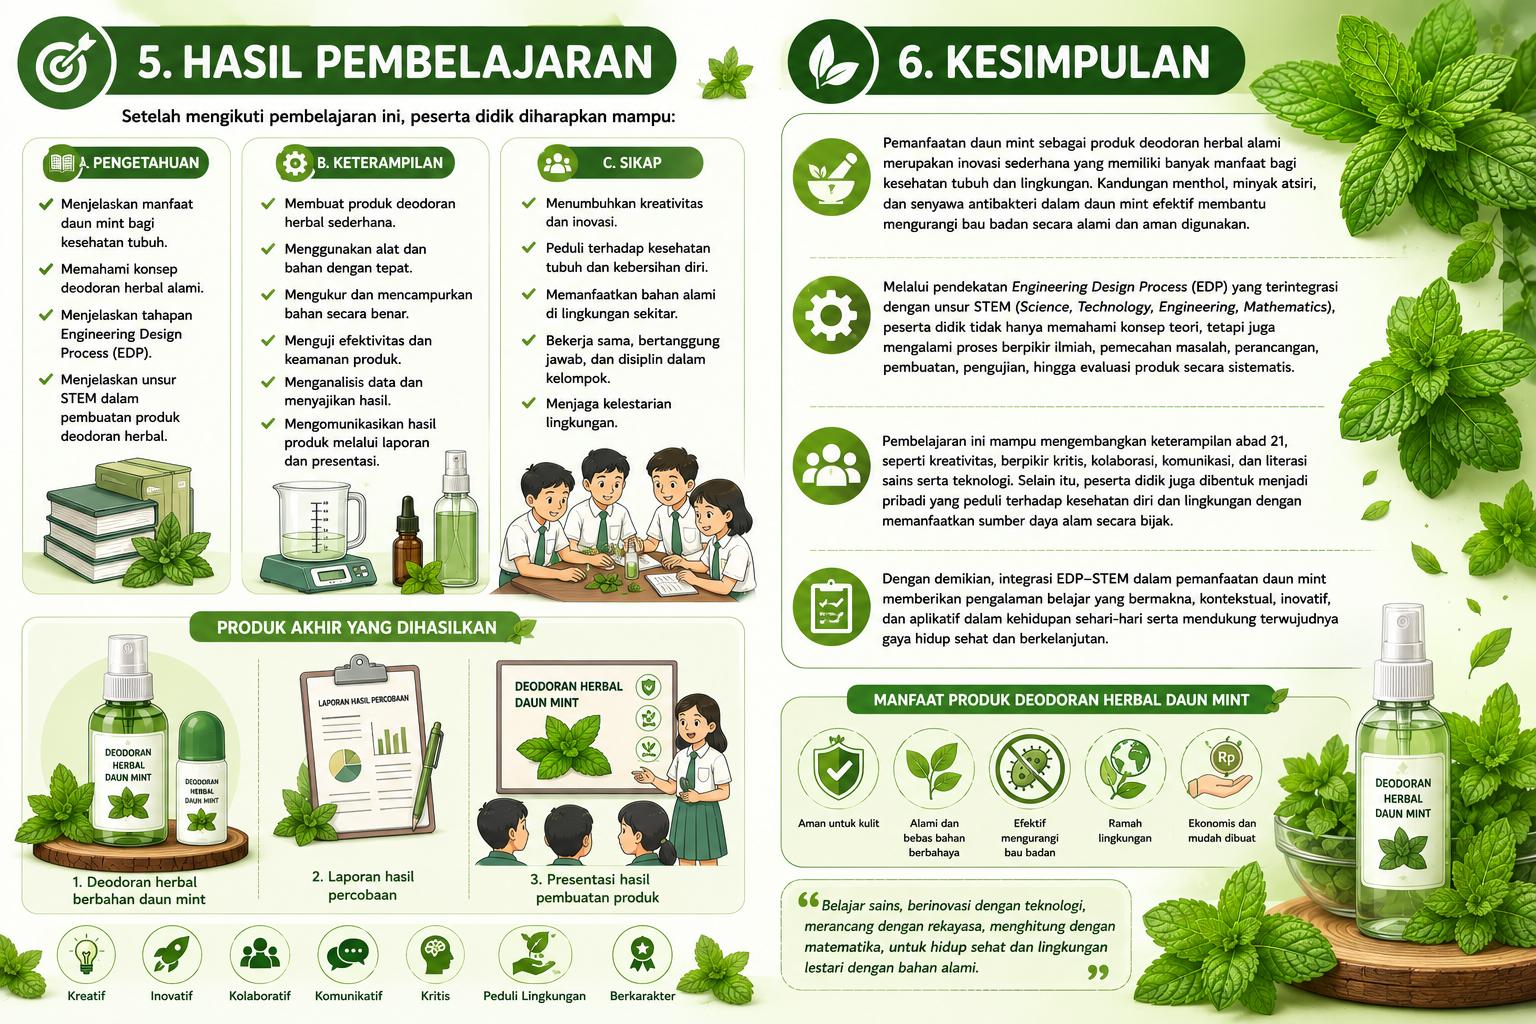 5. HASIL PEMBELAJARAN
Setelah mengikuti pembelajaran ini, peserta didik diharapkan mampu:
A. PENGETAHUAN
Menjelaskan manfaat
daun mint bagi
kesehatan tubuh.
Memahami konsep
deodoran herbal alami.
Menjelaskan tahapan
Engineering Design
Process (EDP).
Menjelaskan unsur
STEM dalam
pembuatan produk
deodoran herbal.
B. KETERAMPILAN
Membuat produk deodoran
herbal sederhana.
Menggunakan alat dan
bahan dengan tepat.
Mengukur dan mencampurkan
bahan secara benar.
Menguji efektivitas dan
keamanan produk.
Menganalisis data dan
menyajikan hasil.
Mengomunikasikan hasil
produk melalui laporan
dan presentasi.
C. SIKAP
Menumbuhkan kreativitas
dan inovasi.
Peduli terhadap kesehatan
tubuh dan kebersihan diri.
Memanfaatkan bahan alami
di lingkungan sekitar.
Bekerja sama, bertanggung
jawab, dan disiplin dalam
kelompok.
Menjaga kelestarian
lingkungan.
PRODUK AKHIR YANG DIHASILKAN
DEODORAN
HERBAL
DAUN MINT
DEODORAN
HERBAL
DAUN MINT
1. Deodoran herbal
berbahan daun mint
LAPORAN HASIL PERCOBAAN
2. Laporan hasil
percobaan
DEODORAN HERBAL
DAUN MINT
3. Presentasi hasil
pembuatan produk
Kreatif
Inovatif
Kolaboratif
Komunikatif
Kritis
Peduli Lingkungan
Berkarakter
6. KESIMPULAN
Pemanfaatan daun mint sebagai produk deodoran herbal alami
merupakan inovasi sederhana yang memiliki banyak manfaat bagi
kesehatan tubuh dan lingkungan. Kandungan menthol, minyak atsiri,
dan senyawa antibakteri dalam daun mint efektif membantu
mengurangi bau badan secara alami dan aman digunakan.
Melalui pendekatan Engineering Design Process (EDP) yang terintegrasi
dengan unsur STEM (Science, Technology, Engineering, Mathematics),
peserta didik tidak hanya memahami konsep teori, tetapi juga
mengalami proses berpikir ilmiah, pemecahan masalah, perancangan,
pembuatan, pengujian, hingga evaluasi produk secara sistematis.
Pembelajaran ini mampu mengembangkan keterampilan abad 21,
seperti kreativitas, berpikir kritis, kolaborasi, komunikasi, dan literasi
sains serta teknologi. Selain itu, peserta didik juga dibentuk menjadi
pribadi yang peduli terhadap kesehatan diri dan lingkungan dengan
memanfaatkan sumber daya alam secara bijak.
Dengan demikian, integrasi EDP–STEM dalam pemanfaatan daun mint
memberikan pengalaman belajar yang bermakna, kontekstual, inovatif,
dan aplikatif dalam kehidupan sehari-hari serta mendukung terwujudnya
gaya hidup sehat dan berkelanjutan.
MANFAAT PRODUK DEODORAN HERBAL DAUN MINT
Aman untuk kulit
Alami dan
bebas bahan
berbahaya
Efektif
mengurangi
bau badan
Ramah
lingkungan
Rp
Ekonomis dan
mudah dibuat
DEODORAN
HERBAL
DAUN MINT
“Belajar sains, berinovasi dengan teknologi,
merancang dengan rekayasa, menghitung dengan
matematika, untuk hidup sehat dan lingkungan
lestari dengan bahan alami.”